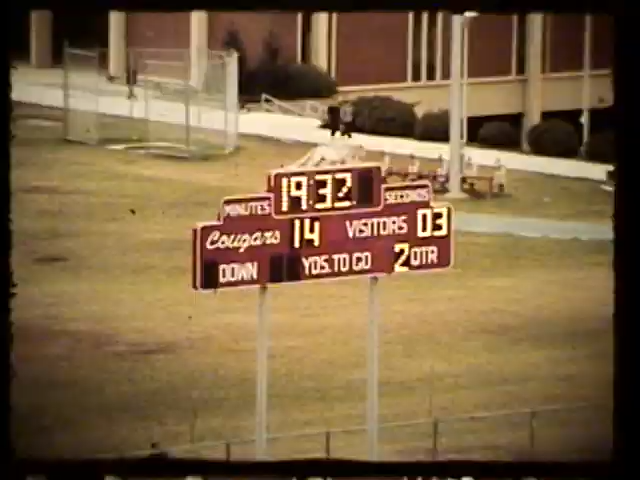 19:32
MINUTES SECONDS
Cougars 14 VISITORS 03
DOWN YDS. TO GO 2 QTR